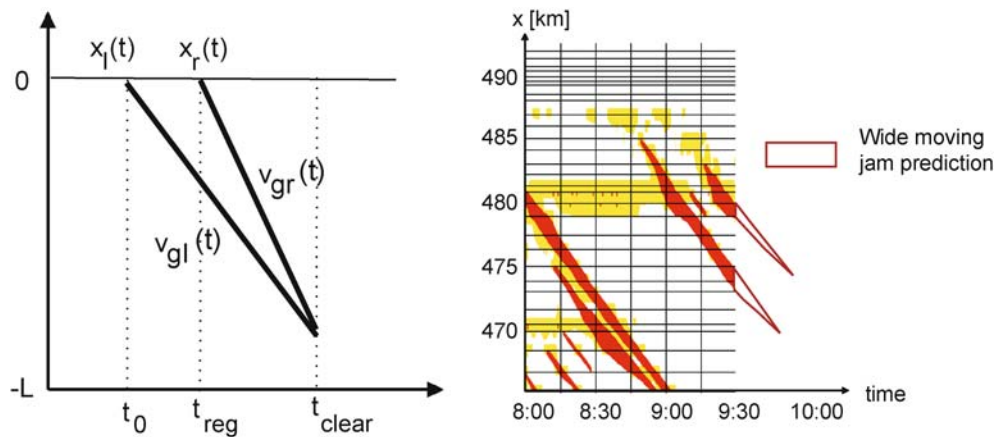 x_l(t) x_r(t)
0
v_gr(t)
v_gl(t)
-L
t_0 t_reg t_clear
x [km]
490
485
480
475
470
8:00 8:30 9:00 9:30 10:00
time
Wide moving
jam prediction